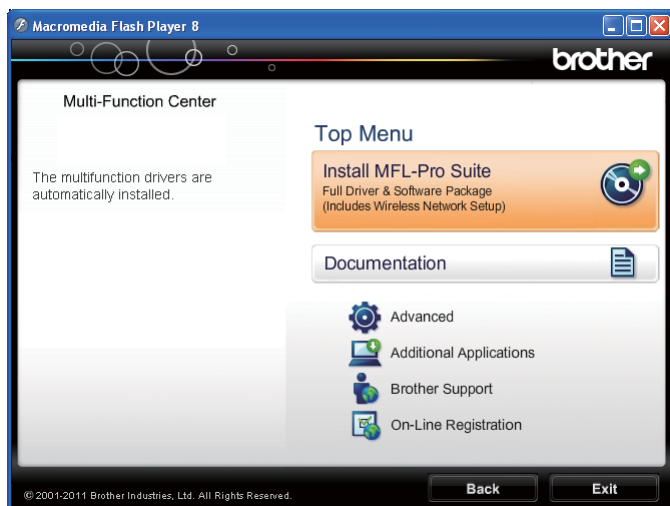 Macromedia Flash Player 8
brother
Multi-Function Center
The multifunction drivers are
automatically installed.
Top Menu
Install MFL-Pro Suite
Full Driver & Software Package
(Includes Wireless Network Setup)
Documentation
Advanced
Additional Applications
Brother Support
On-Line Registration
© 2001-2011 Brother Industries, Ltd. All Rights Reserved.
Back
Exit